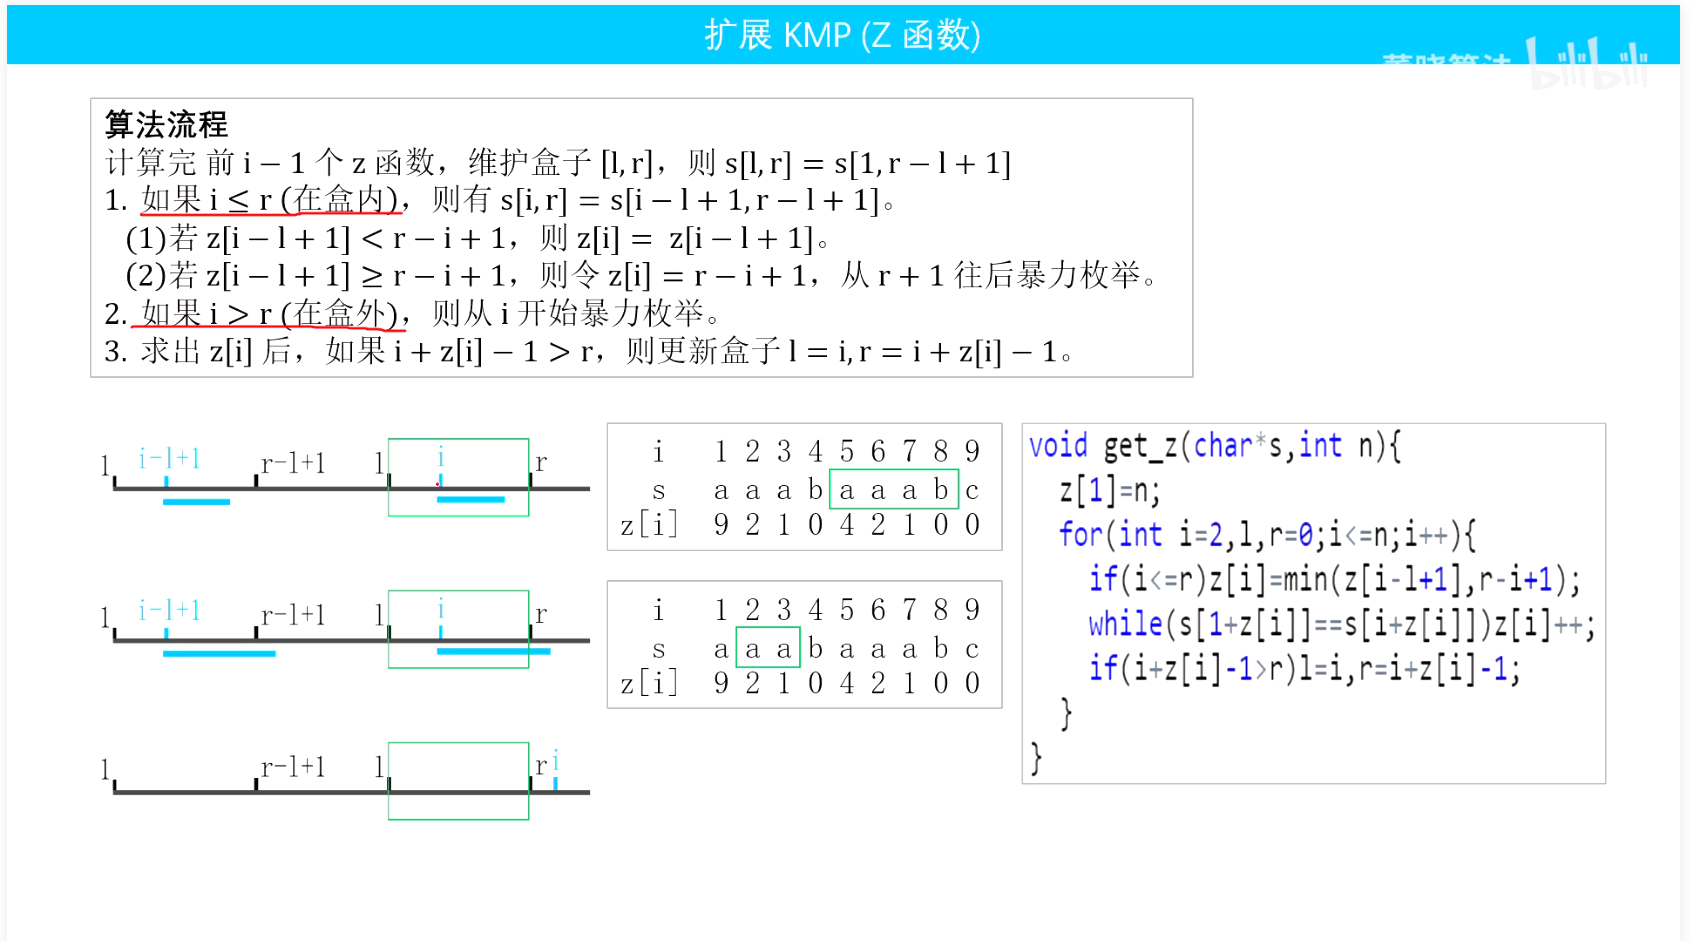 扩展 KMP (Z 函数)
bilibili
算法流程
计算完 前 i − 1 个 z 函数，维护盒子 [l, r]，则 s[l, r] = s[1, r − l + 1]
1. 如果 i ≤ r (在盒内)，则有 s[i, r] = s[i − l + 1, r − l + 1]。
(1)若 z[i − l + 1] < r − i + 1，则 z[i] = z[i − l + 1]。
(2)若 z[i − l + 1] ≥ r − i + 1，则令 z[i] = r − i + 1，从 r + 1 往后暴力枚举。
2. 如果 i > r (在盒外)，则从 i 开始暴力枚举。
3. 求出 z[i] 后，如果 i + z[i] − 1 > r，则更新盒子 l = i, r = i + z[i] − 1。
1 i-l+1 r-l+1 l i r
1 i-l+1 r-l+1 l i r
1 r-l+1 l r i
i 1 2 3 4 5 6 7 8 9
s a a a b a a a b c
z[i] 9 2 1 0 4 2 1 0 0
i 1 2 3 4 5 6 7 8 9
s a a a b a a a b c
z[i] 9 2 1 0 4 2 1 0 0
void get_z(char*s,int n){
z[1]=n;
for(int i=2,l,r=0;i<=n;i++){
if(i<=r)z[i]=min(z[i-l+1],r-i+1);
while(s[1+z[i]]==s[i+z[i]])z[i]++;
if(i+z[i]-1>r)l=i,r=i+z[i]-1;
}
}